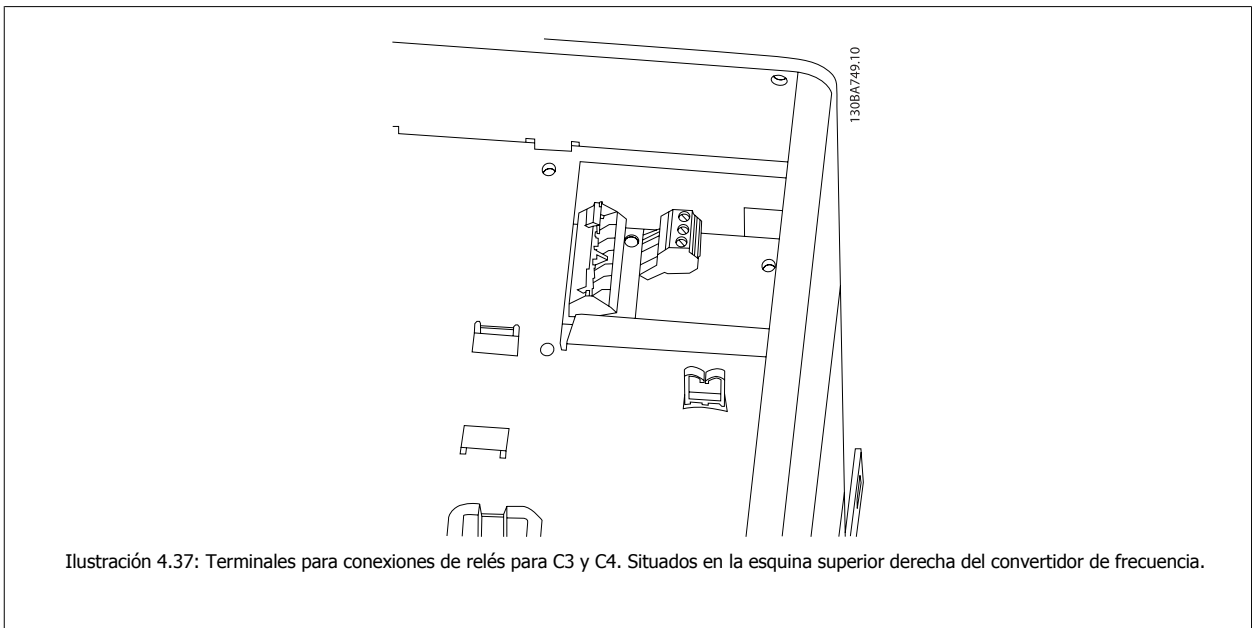 130BA749.10
Ilustración 4.37: Terminales para conexiones de relés para C3 y C4. Situados en la esquina superior derecha del convertidor de frecuencia.